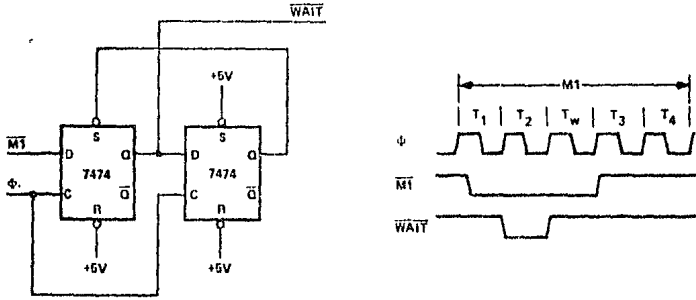 WAIT
+5V
S
S
M1
D
Q
D
Q
7474
7474
Φ
C
Q
C
Q
R
R
+5V
+5V
M1
T1
T2
Tw
T3
T4
Φ
M1
WAIT